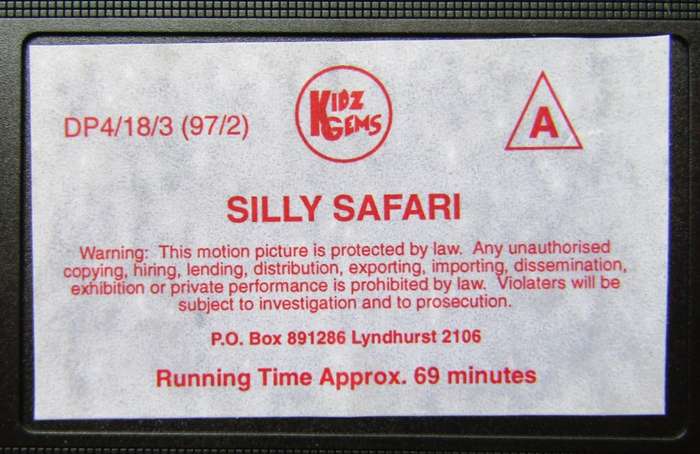 DP4/18/3 (97/2)
KIDZ
GEMS
A
SILLY SAFARI
Warning: This motion picture is protected by law. Any unauthorised
copying, hiring, lending, distribution, exporting, importing, dissemination,
exhibition or private performance is prohibited by law. Violaters will be
subject to investigation and to prosecution.
P.O. Box 891286 Lyndhurst 2106
Running Time Approx. 69 minutes